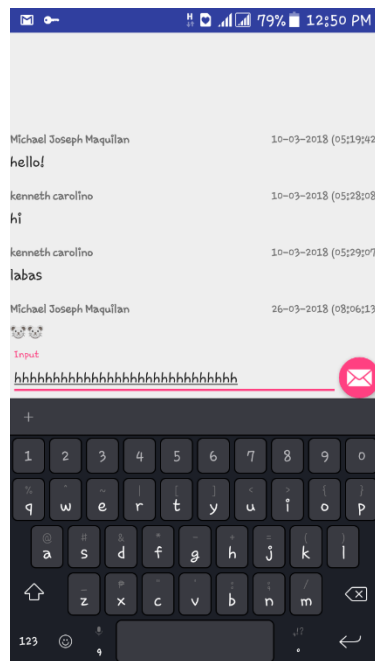 H 79% 12:50 PM
Michael Joseph Maquilan 10-03-2018 (05:19:42
hello!
kenneth carolino 10-03-2018 (05:28:08
hi
kenneth carolino 10-03-2018 (05:29:07
labas
Michael Joseph Maquilan 26-03-2018 (08:06:13
🐼🐼
Input
hhhhhhhhhhhhhhhhhhhhhhhhhhhhh
+
1 2 3 4 5 6 7 8 9 0
% ^ ~ | [ ] < > { }
q w e r t y u i o p
@ # & * - + = ( )
a s d f g h j k l
_ ₱ " ' : ; /
z x c v b n m
123 , .
,!?